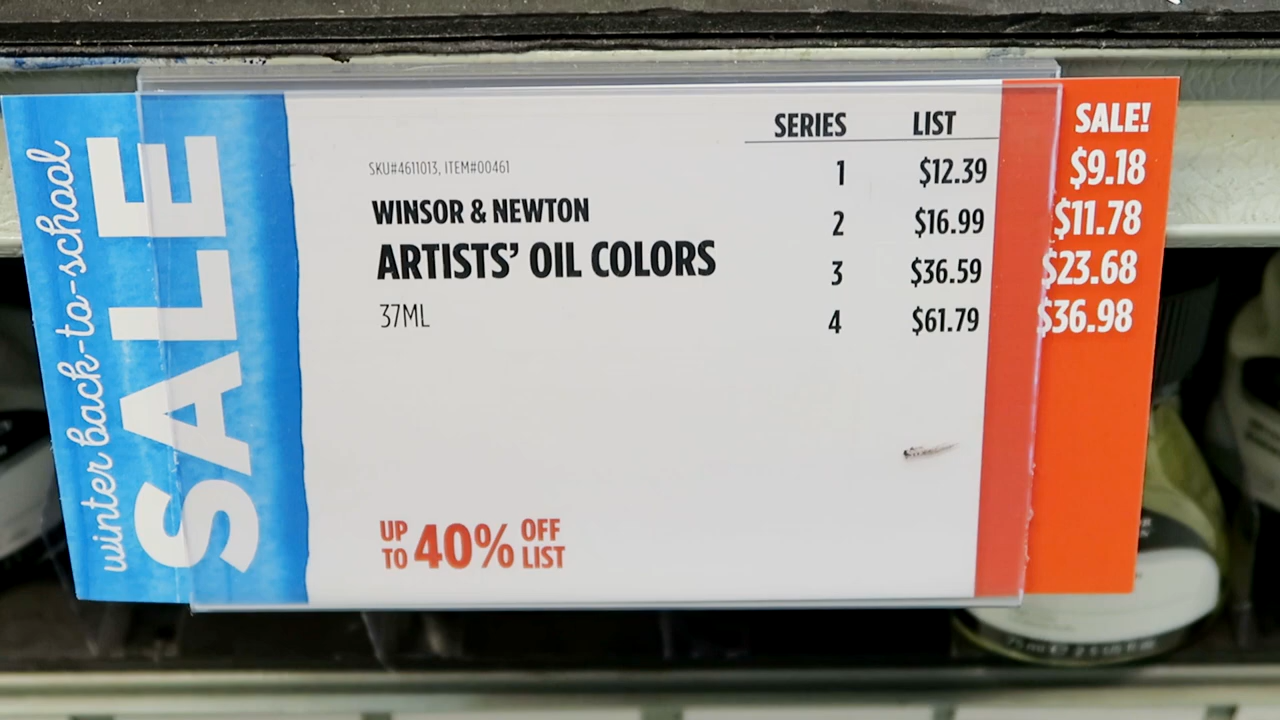 winter back-to-school
SALE
SKU#4611013, ITEM#00461
WINSOR & NEWTON
ARTISTS' OIL COLORS
37ML
SERIES LIST SALE!
1 $12.39 $9.18
2 $16.99 $11.78
3 $36.59 $23.68
4 $61.79 $36.98
UP TO 40% OFF LIST